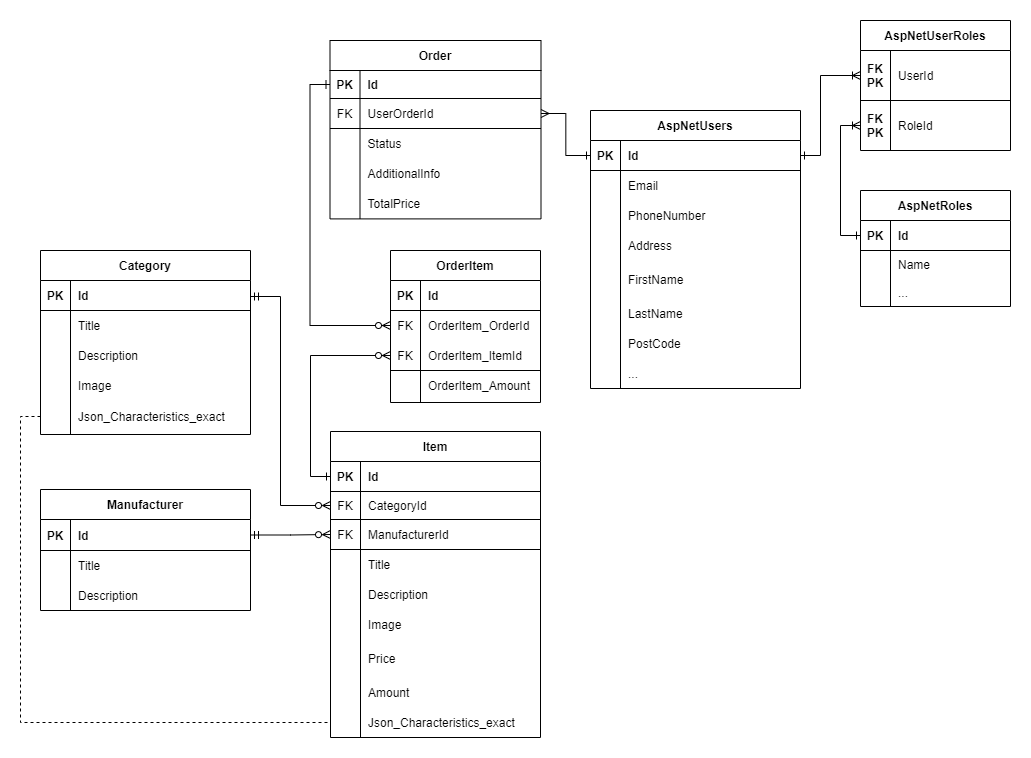 Order
PK Id
FK UserOrderId
Status
AdditionalInfo
TotalPrice
AspNetUsers
PK Id
Email
PhoneNumber
Address
FirstName
LastName
PostCode
...
AspNetUserRoles
FK
PK
UserId
FK
PK
RoleId
AspNetRoles
PK Id
Name
...
Category
PK Id
Title
Description
Image
Json_Characteristics_exact
OrderItem
PK Id
FK OrderItem_OrderId
FK OrderItem_ItemId
OrderItem_Amount
Manufacturer
PK Id
Title
Description
Item
PK Id
FK CategoryId
FK ManufacturerId
Title
Description
Image
Price
Amount
Json_Characteristics_exact